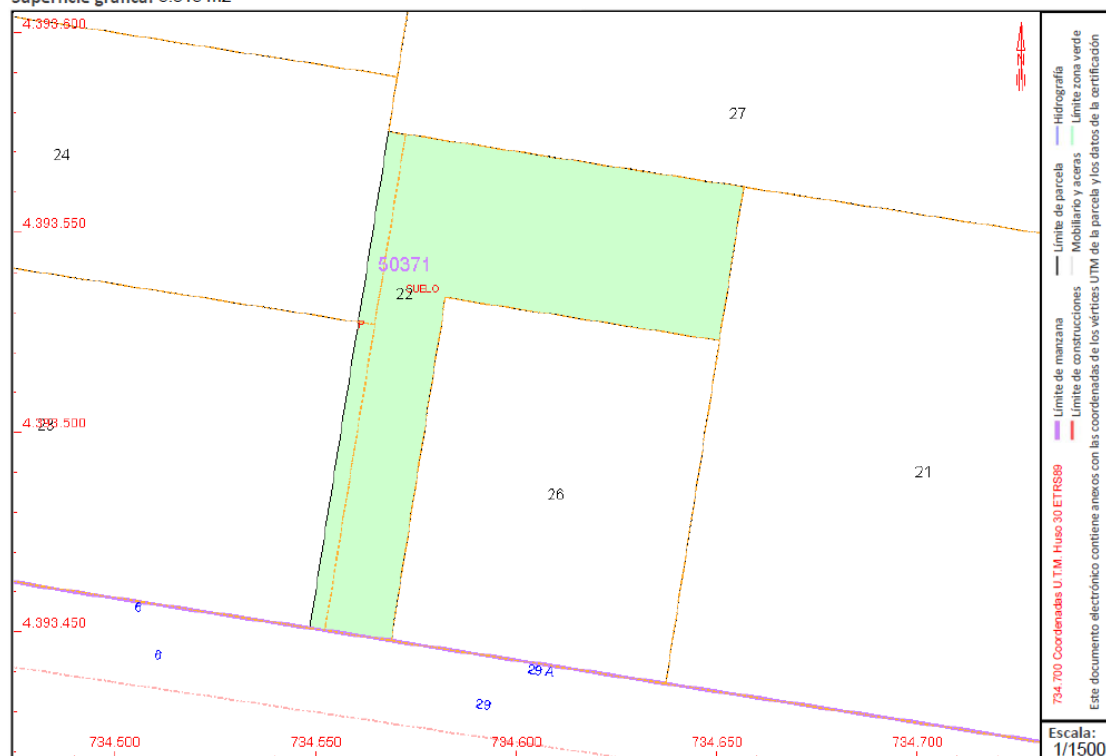 4.393.600
27
24
4.393.550
50371
22
SUELO
P
4.393.500
26
21
4.393.450
6
6
29 A
29
734.500
734.550
734.600
734.650
734.700
N
734.700 Coordenadas U.T.M. Huso 30 ETRS89
Límite de manzana
Límite de parcela
Hidrografía
Límite de construcciones
Mobiliario y aceras
Límite zona verde
Este documento electrónico contiene anexos con las coordenadas de los vértices UTM de la parcela y los datos de la certificación
Escala:
1/1500